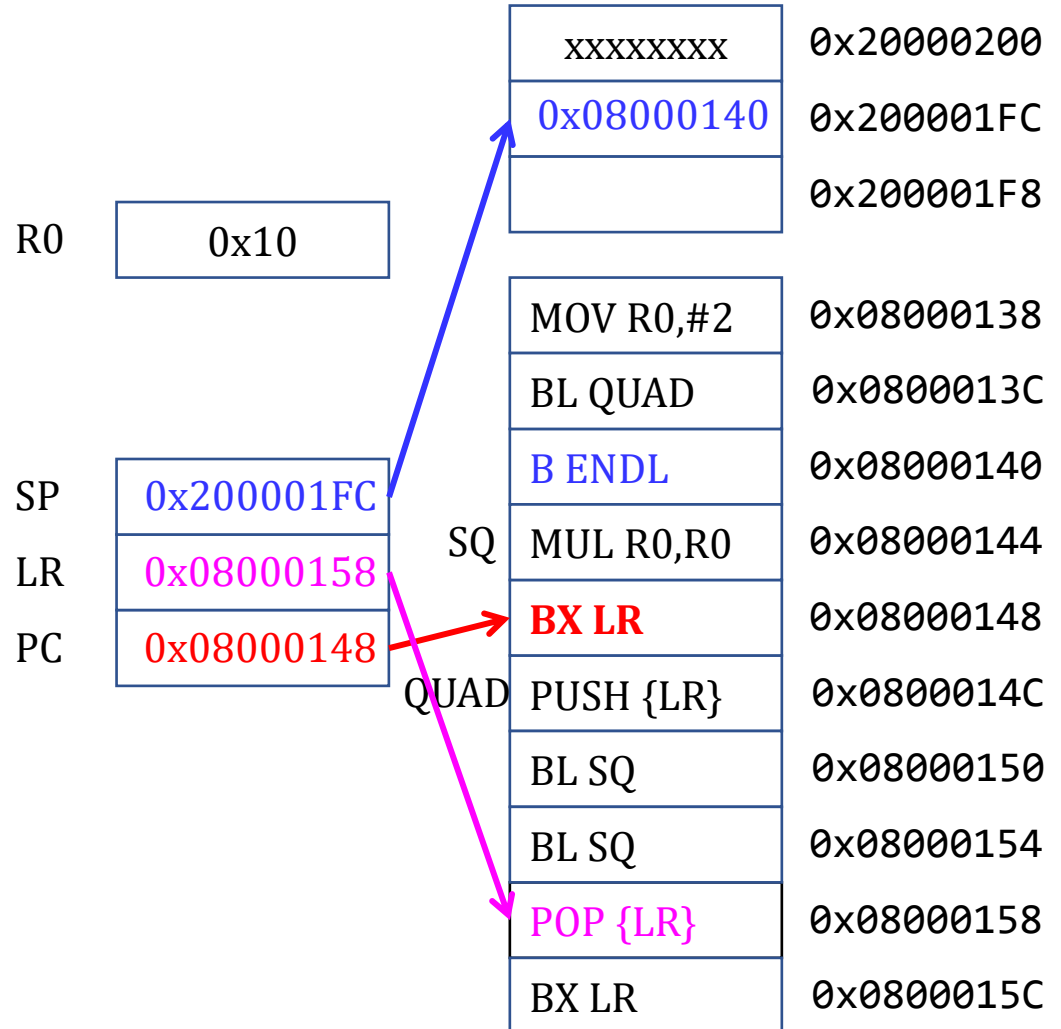 xxxxxxxx 0x20000200
0x08000140 0x200001FC
0x200001F8
R0 0x10
MOV R0,#2 0x08000138
BL QUAD 0x0800013C
SP 0x200001FC B ENDL 0x08000140
LR 0x08000158 SQ MUL R0,R0 0x08000144
PC 0x08000148 BX LR 0x08000148
QUAD PUSH {LR} 0x0800014C
BL SQ 0x08000150
BL SQ 0x08000154
POP {LR} 0x08000158
BX LR 0x0800015C